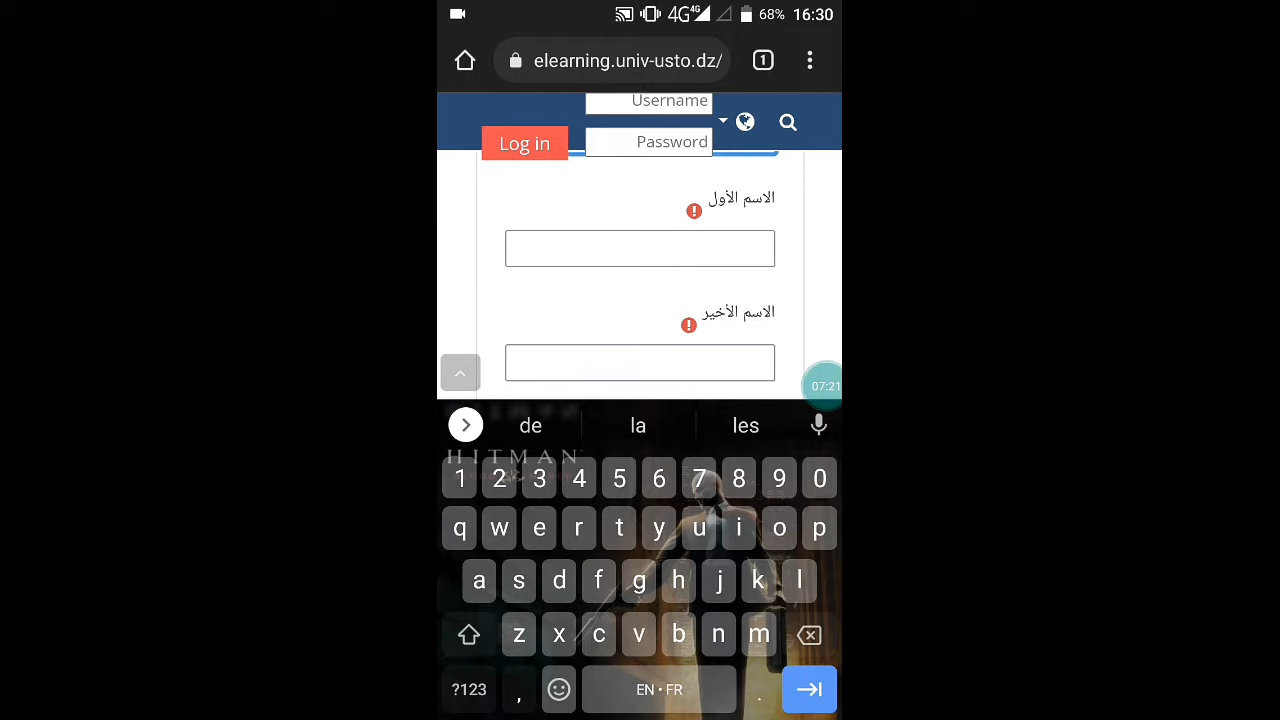 4G 4G 68% 16:30
elearning.univ-usto.dz/ 1
Username
Log in Password
الاسم الأول
الاسم الأخير
07:21
de la les
HITMAN
1 2 3 4 5 6 7 8 9 0
q w e r t y u i o p
a s d f g h j k l
z x c v b n m
?123 , EN • FR .